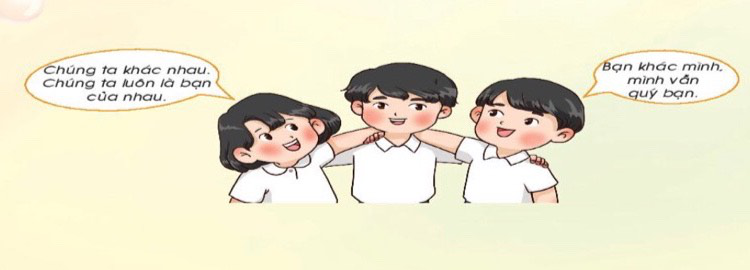 Chúng ta khác nhau.
Chúng ta luôn là bạn
của nhau.
Bạn khác mình,
mình vẫn
quý bạn.